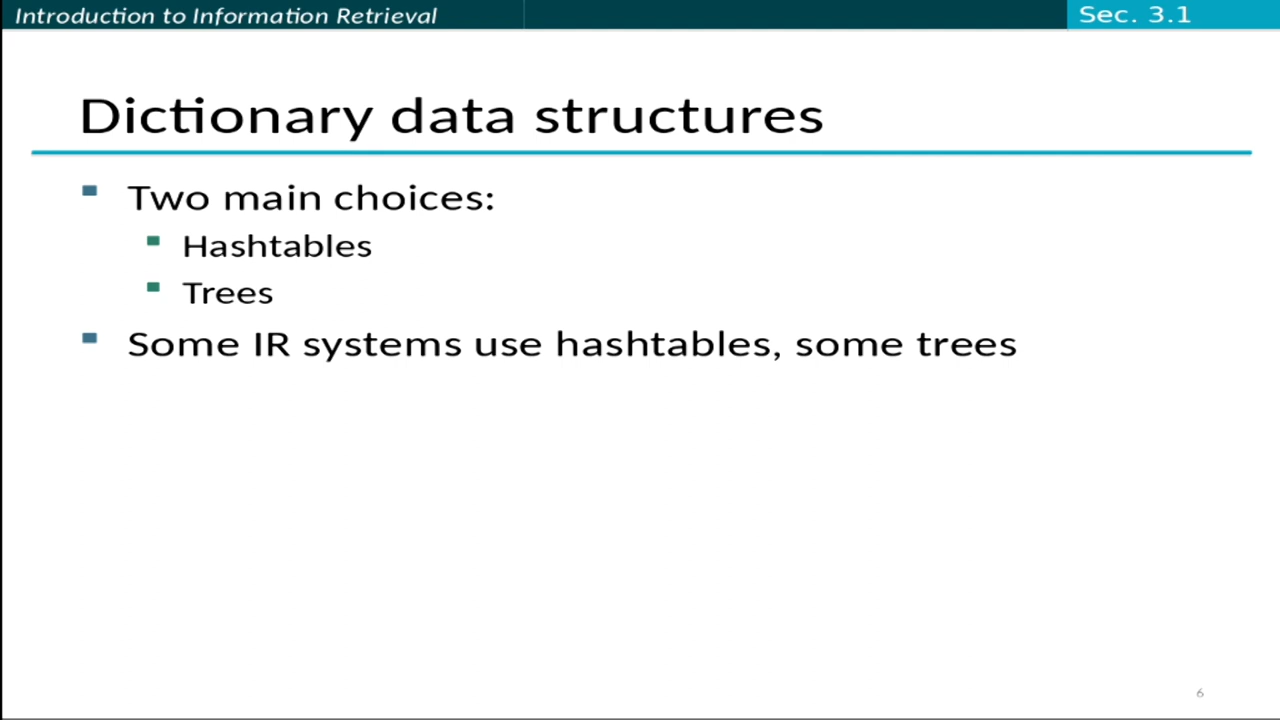 Introduction to Information Retrieval
Sec. 3.1
Dictionary data structures
Two main choices:
Hashtables
Trees
Some IR systems use hashtables, some trees
6